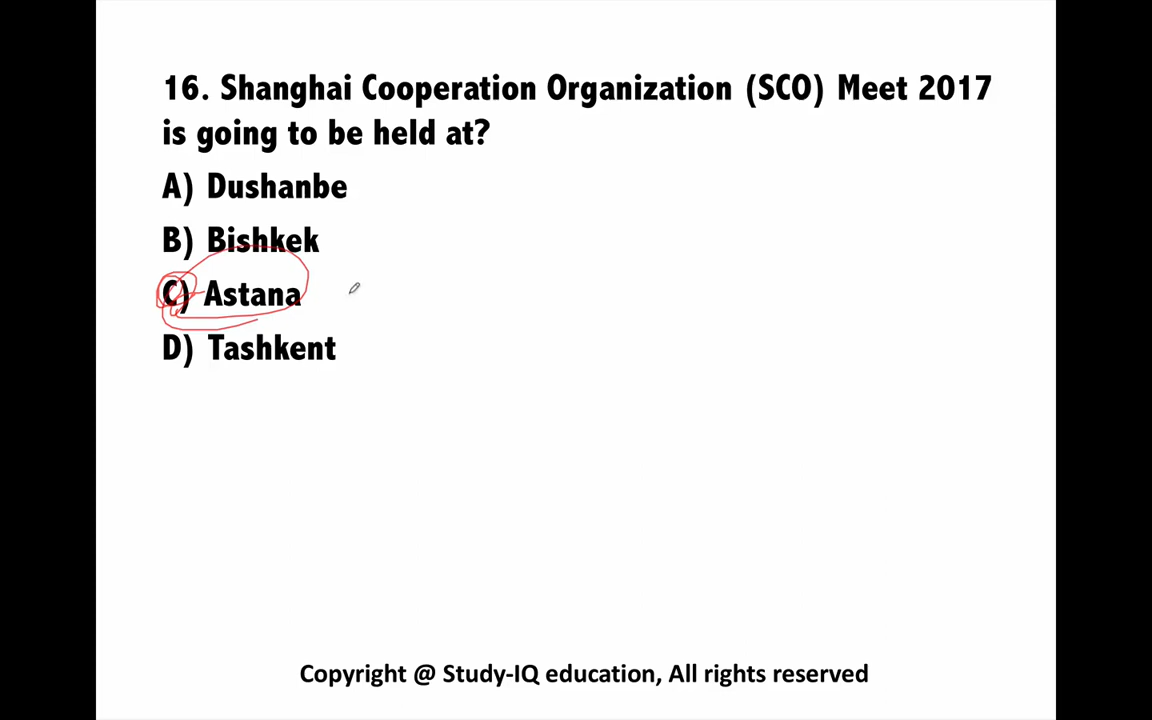 16. Shanghai Cooperation Organization (SCO) Meet 2017
is going to be held at?
A) Dushanbe
B) Bishkek
C) Astana
D) Tashkent
Copyright @ Study-IQ education, All rights reserved